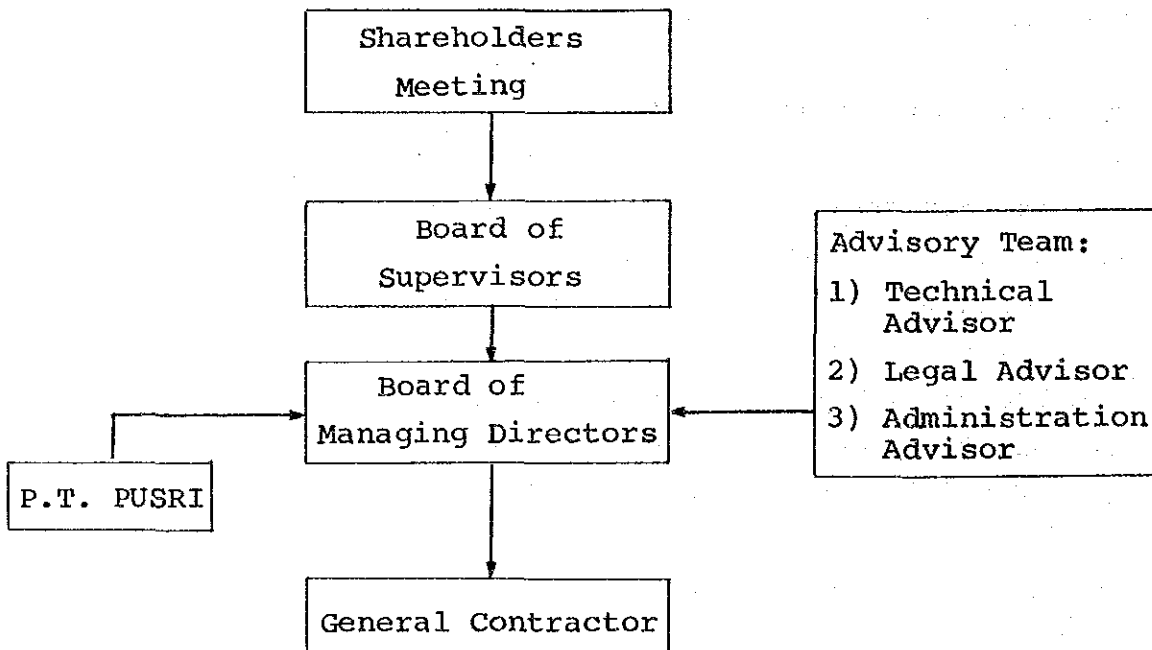 Shareholders
Meeting
Board of
Supervisors
Advisory Team:
1) Technical
Advisor
2) Legal Advisor
3) Administration
Advisor
Board of
Managing Directors
P.T. PUSRI
General Contractor